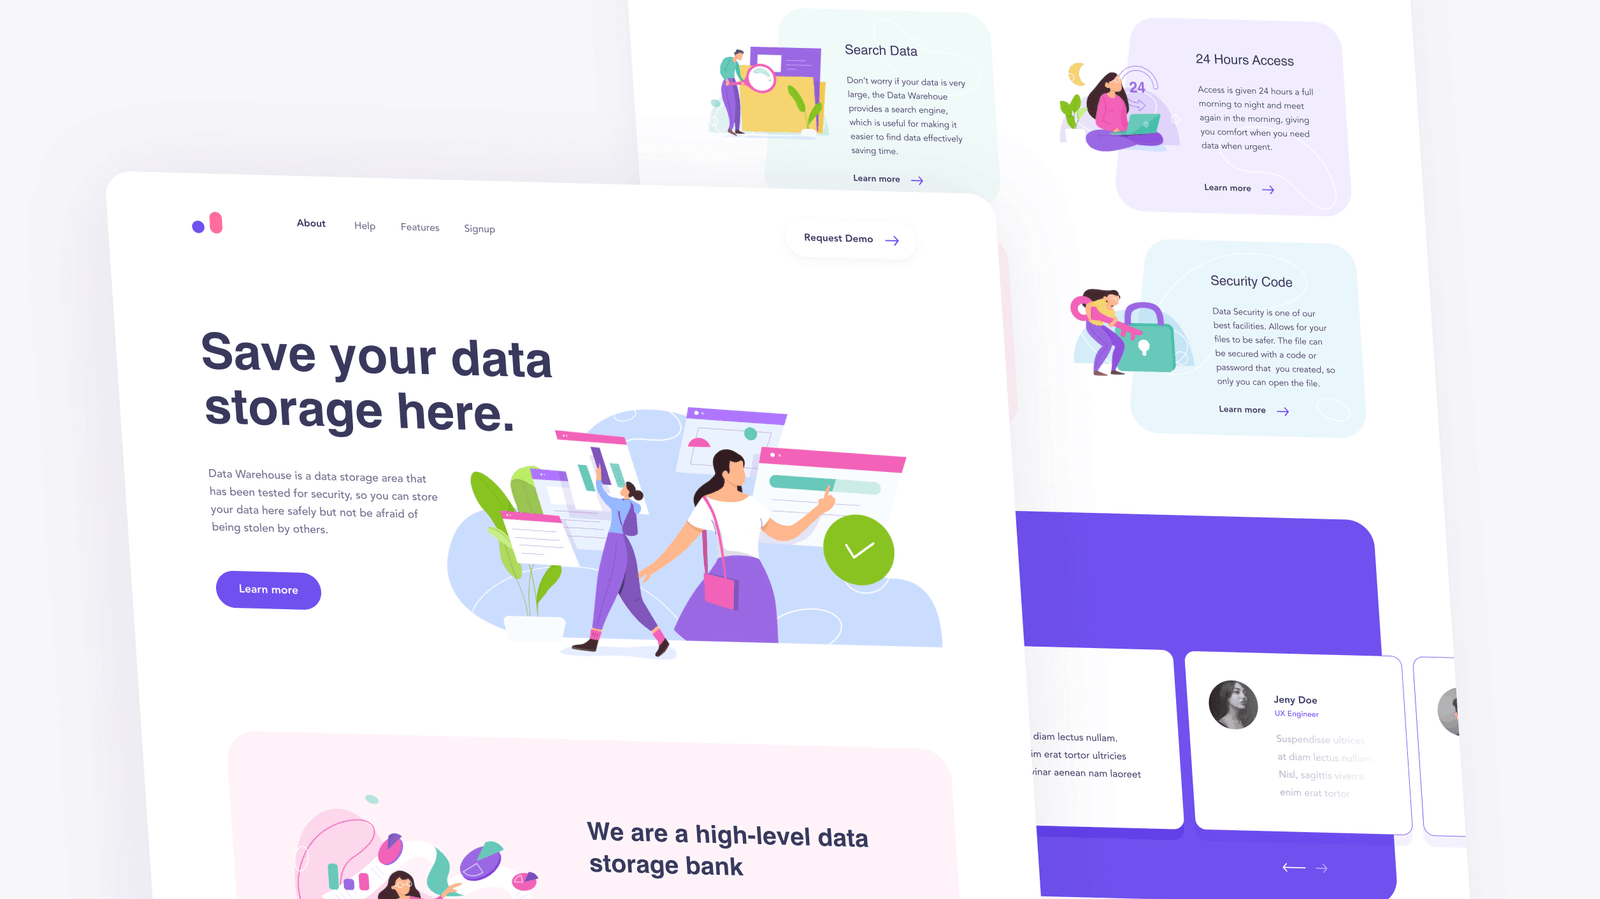 Search Data
Don't worry if your data is very
large, the Data Warehoue
provides a search engine,
which is useful for making it
easier to find data effectively
saving time.
Learn more
24 Hours Access
Access is given 24 hours a full
morning to night and meet
again in the morning, giving
you comfort when you need
data when urgent.
Learn more
24
About
Help
Features
Signup
Request Demo
Save your data
storage here.
Data Warehouse is a data storage area that
has been tested for security, so you can store
your data here safely but not be afraid of
being stolen by others.
Learn more
Security Code
Data Security is one of our
best facilities. Allows for your
files to be safer. The file can
be secured with a code or
password that you created, so
only you can open the file.
Learn more
diam lectus nullam.
im erat tortor ultricies
vinar aenean nam laoreet
Jeny Doe
UX Engineer
Suspendisse ultrices
at diam lectus nullam.
Nisl, sagittis viverra
enim erat tortor
We are a high-level data
storage bank